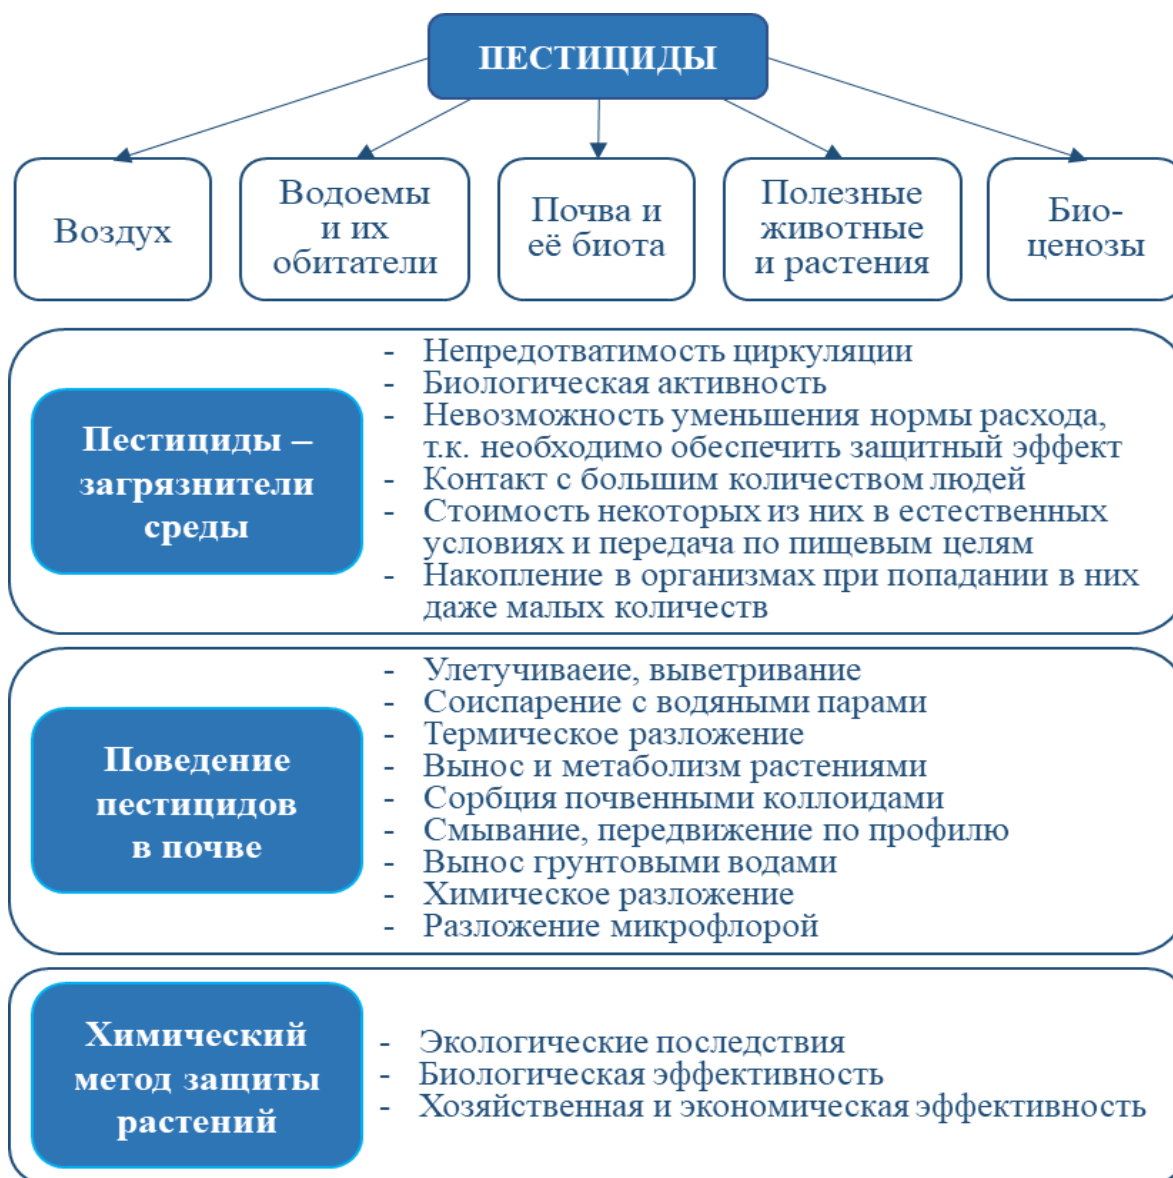 ПЕСТИЦИДЫ
Воздух
Водоемы
и их
обитатели
Почва и
её биота
Полезные
животные
и растения
Био-
ценозы
Пестициды –
загрязнители
среды
- Непредотватимость циркуляции
- Биологическая активность
- Невозможность уменьшения нормы расхода,
т.к. необходимо обеспечить защитный эффект
- Контакт с большим количеством людей
- Стоимость некоторых из них в естественных
условиях и передача по пищевым целям
- Накопление в организмах при попадании в них
даже малых количеств
Поведение
пестицидов
в почве
- Улетучиваеие, выветривание
- Соиспарение с водяными парами
- Термическое разложение
- Вынос и метаболизм растениями
- Сорбция почвенными коллоидами
- Смывание, передвижение по профилю
- Вынос грунтовыми водами
- Химическое разложение
- Разложение микрофлорой
Химический
метод защиты
растений
- Экологические последствия
- Биологическая эффективность
- Хозяйственная и экономическая эффективность